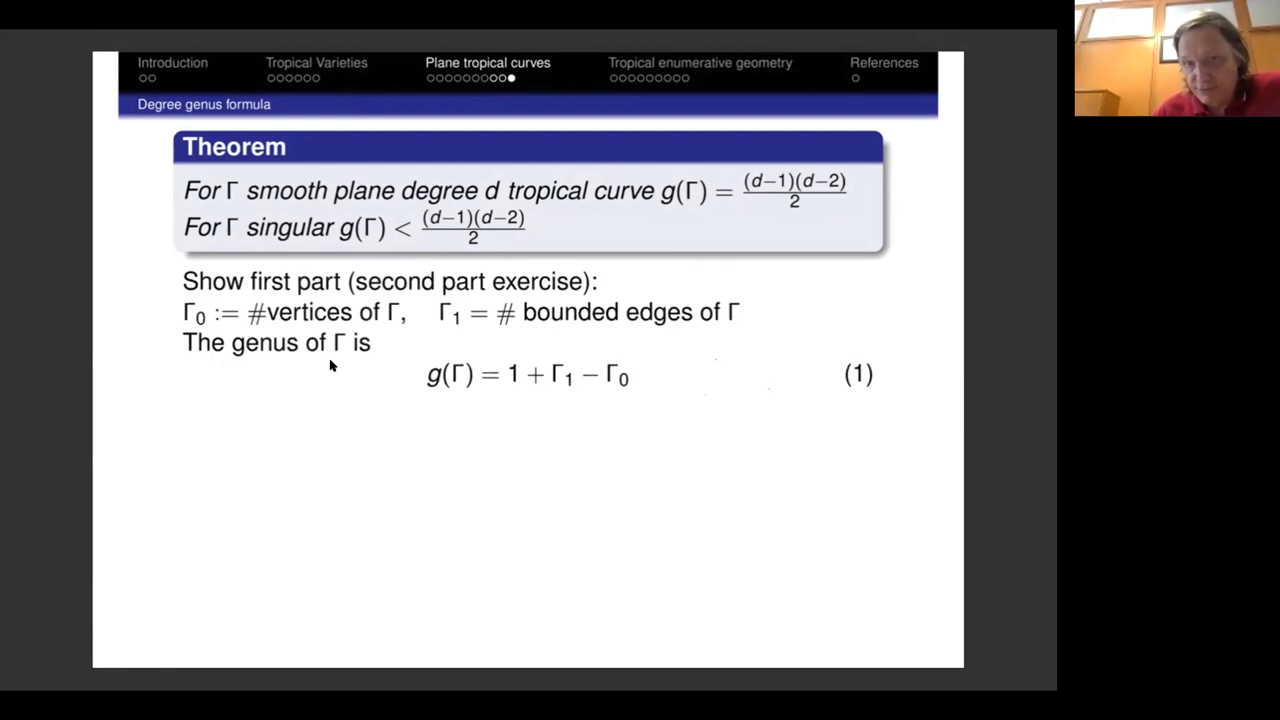 Introduction Tropical Varieties Plane tropical curves Tropical enumerative geometry References
Degree genus formula
Theorem
For Γ smooth plane degree d tropical curve g(Γ) = (d−1)(d−2)/2
For Γ singular g(Γ) < (d−1)(d−2)/2
Show first part (second part exercise):
Γ₀ := #vertices of Γ, Γ₁ = # bounded edges of Γ
The genus of Γ is
g(Γ) = 1 + Γ₁ − Γ₀ (1)